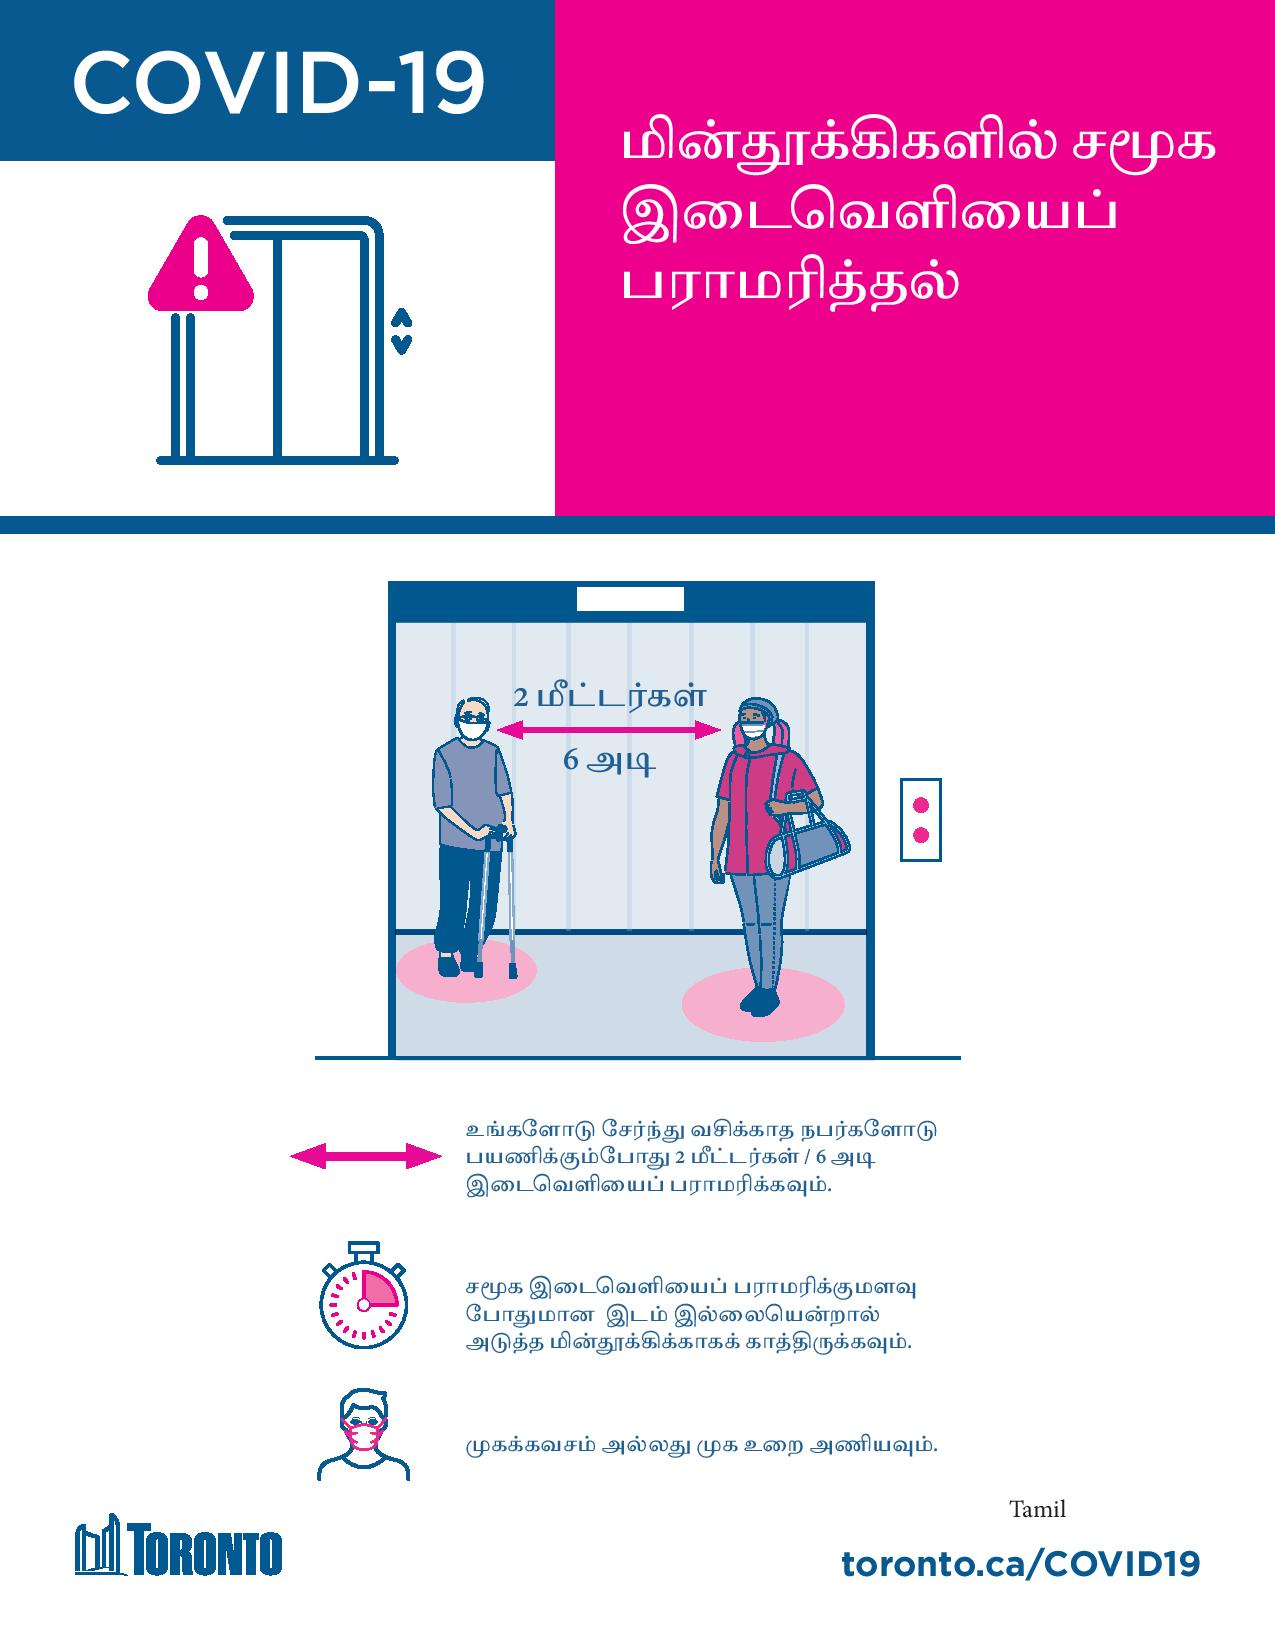 COVID-19
மின்தூக்கிகளில் சமூக
இடைவெளியைப்
பராமரித்தல்
2 மீட்டர்கள்
6 அடி
உங்களோடு சேர்ந்து வசிக்காத நபர்களோடு
பயணிக்கும்போது 2 மீட்டர்கள் / 6 அடி
இடைவெளியைப் பராமரிக்கவும்.
சமூக இடைவெளியைப் பராமரிக்குமளவு
போதுமான இடம் இல்லையென்றால்
அடுத்த மின்தூக்கிக்காகக் காத்திருக்கவும்.
முகக்கவசம் அல்லது முக உறை அணியவும்.
Tamil
TORONTO
toronto.ca/COVID19